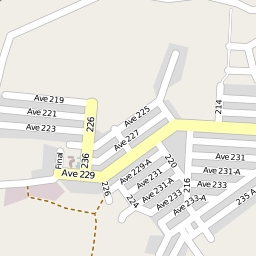 Ave 219
Ave 221
Ave 223
226
Ave 225
214
Ave 227
Final
236
Ave 229
226
Ave 229-A
220
216
Ave 231
Ave 231
Ave 231-A
Ave 231-A
Ave 233
Ave 233
224
Ave 233-A
235 A